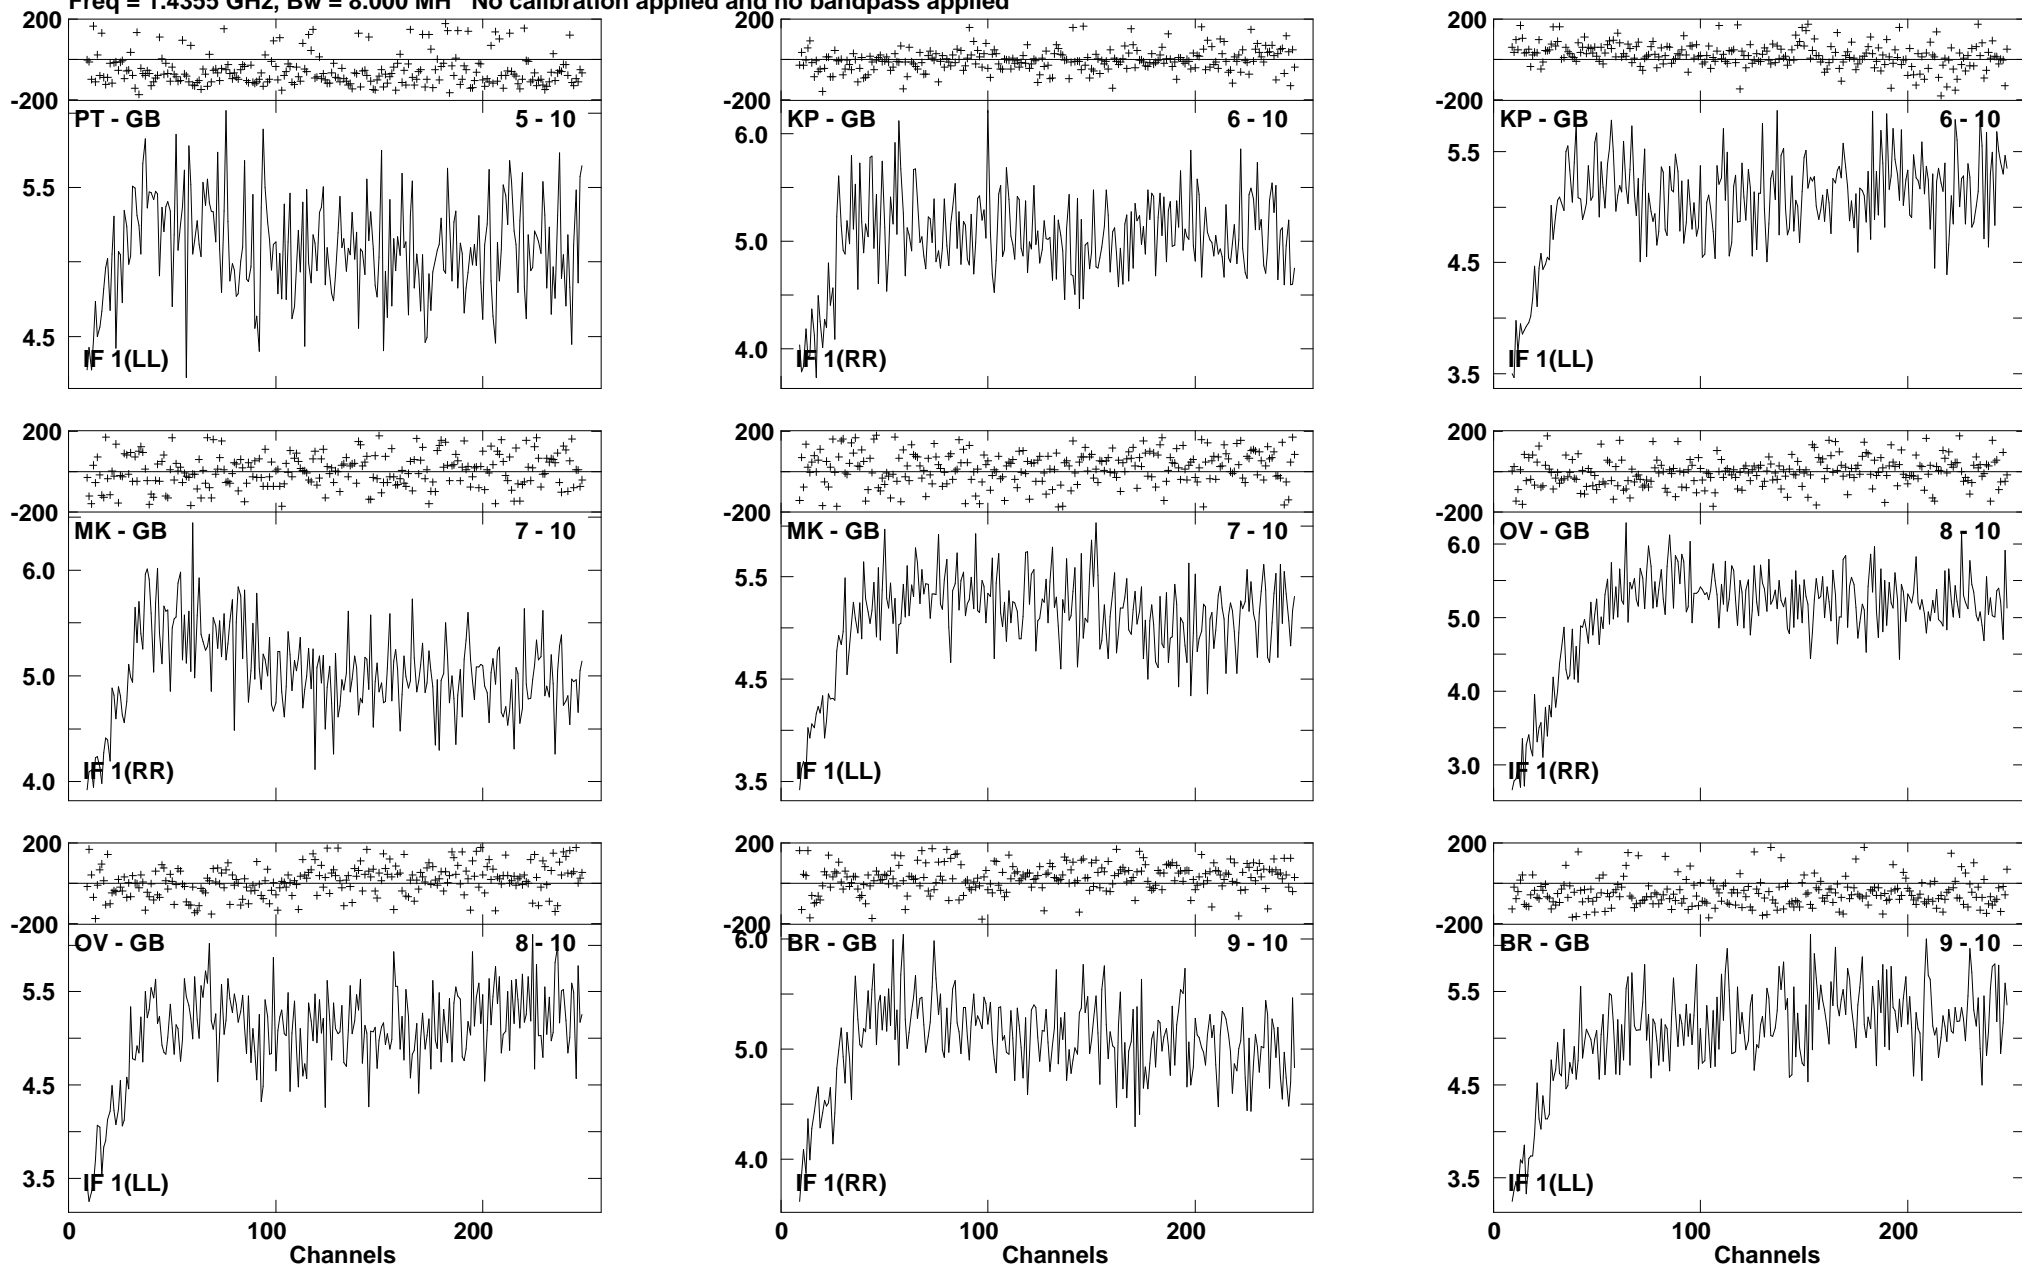 Freq = 1.4355 GHz, Bw = 8.000 MH No calibration applied and no bandpass applied
200 200 200
-200 -200 -200
PT - GB 5 - 10 KP - GB 6 - 10 KP - GB 6 - 10
6.0
5.5 5.5
5.0
4.5 4.5
4.0
3.5
IF 1(LL) IF 1(RR) IF 1(LL)
200 200 200
-200 -200 -200
MK - GB 7 - 10 MK - GB 7 - 10 OV - GB 8 - 10
6.0 5.5 6.0
5.0 5.0
4.5 4.0
4.0 3.5 3.0
IF 1(RR) IF 1(LL) IF 1(RR)
200 200 200
-200 -200 -200
OV - GB 8 - 10 BR - GB 9 - 10 BR - GB 9 - 10
6.0
5.5 5.5
5.0
4.5 4.5
4.0
3.5 3.5
IF 1(LL) IF 1(RR) IF 1(LL)
0 100 200 0 100 200 0 100 200
Channels Channels Channels